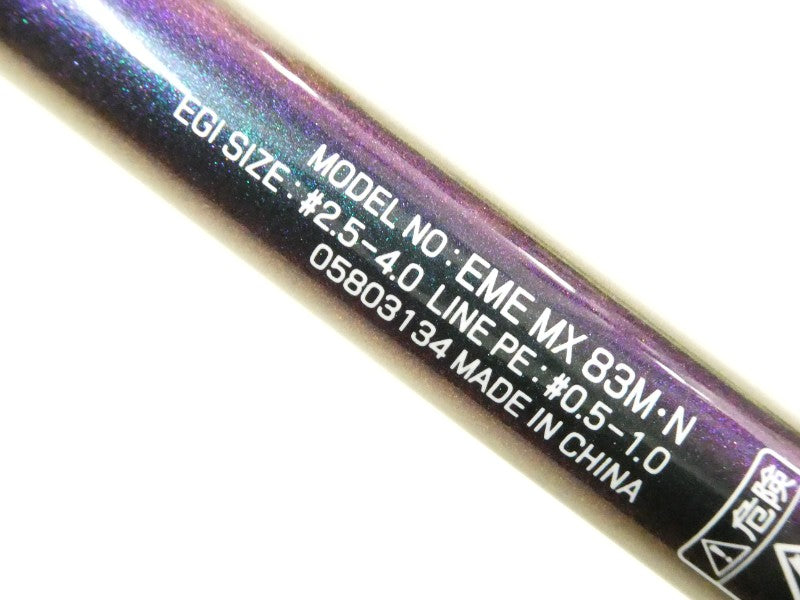 MODEL NO : EME MX 83M・N
EGI SIZE : #2.5-4.0 LINE PE : #0.5-1.0
05803134 MADE IN CHINA
危険